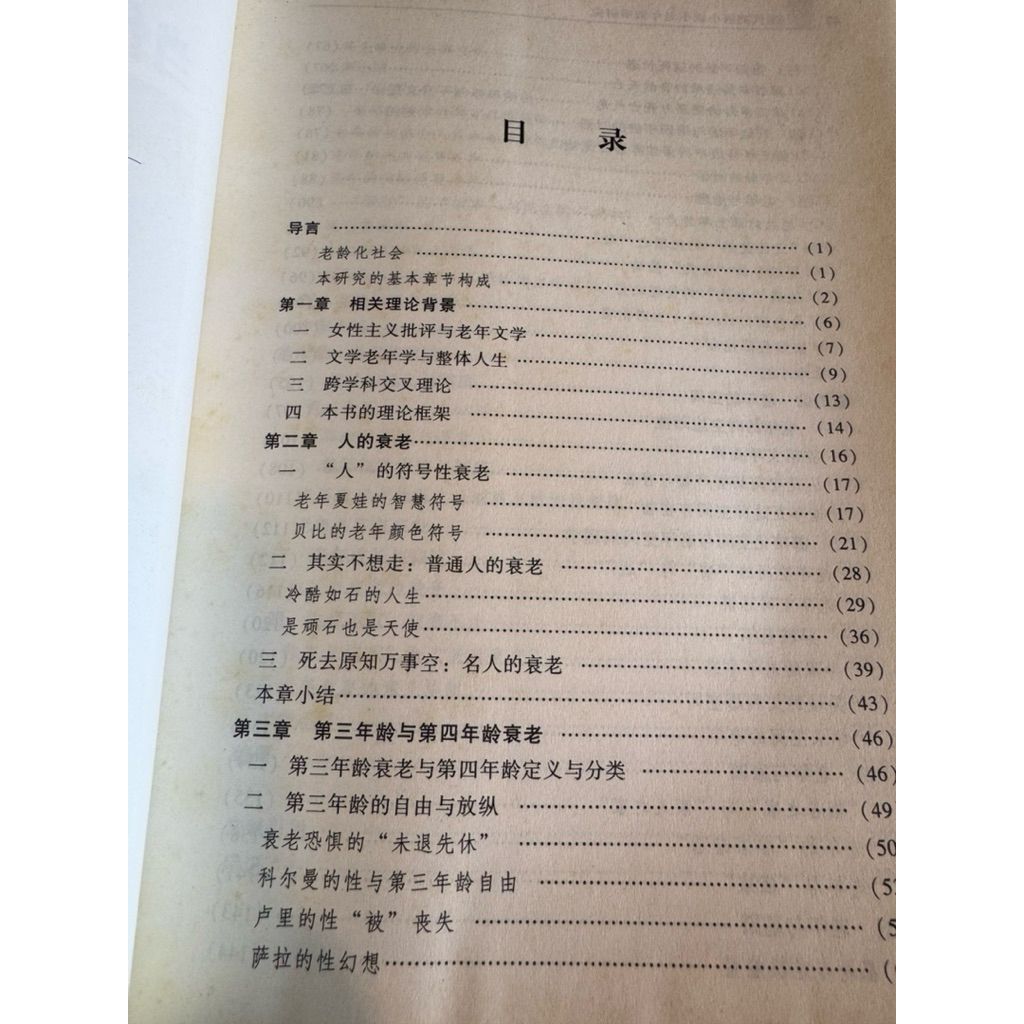 目 录
导言 …… (1)
老龄化社会 …… (1)
本研究的基本章节构成 …… (2)
第一章 相关理论背景 …… (6)
一 女性主义批评与老年文学 …… (7)
二 文学老年学与整体人生 …… (9)
三 跨学科交叉理论 …… (13)
四 本书的理论框架 …… (14)
第二章 人的衰老 …… (16)
一 “人”的符号性衰老 …… (17)
老年夏娃的智慧符号 …… (17)
贝比的老年颜色符号 …… (21)
二 其实不想走：普通人的衰老 …… (28)
冷酷如石的人生 …… (29)
是顽石也是天使 …… (36)
三 死去原知万事空：名人的衰老 …… (39)
本章小结 …… (43)
第三章 第三年龄与第四年龄衰老 …… (46)
一 第三年龄衰老与第四年龄定义与分类 …… (46)
二 第三年龄的自由与放纵 …… (49
衰老恐惧的“未退先休” …… (50
科尔曼的性与第三年龄自由 …… (5
卢里的性“被”丧失 …… (5
萨拉的性幻想 …… (